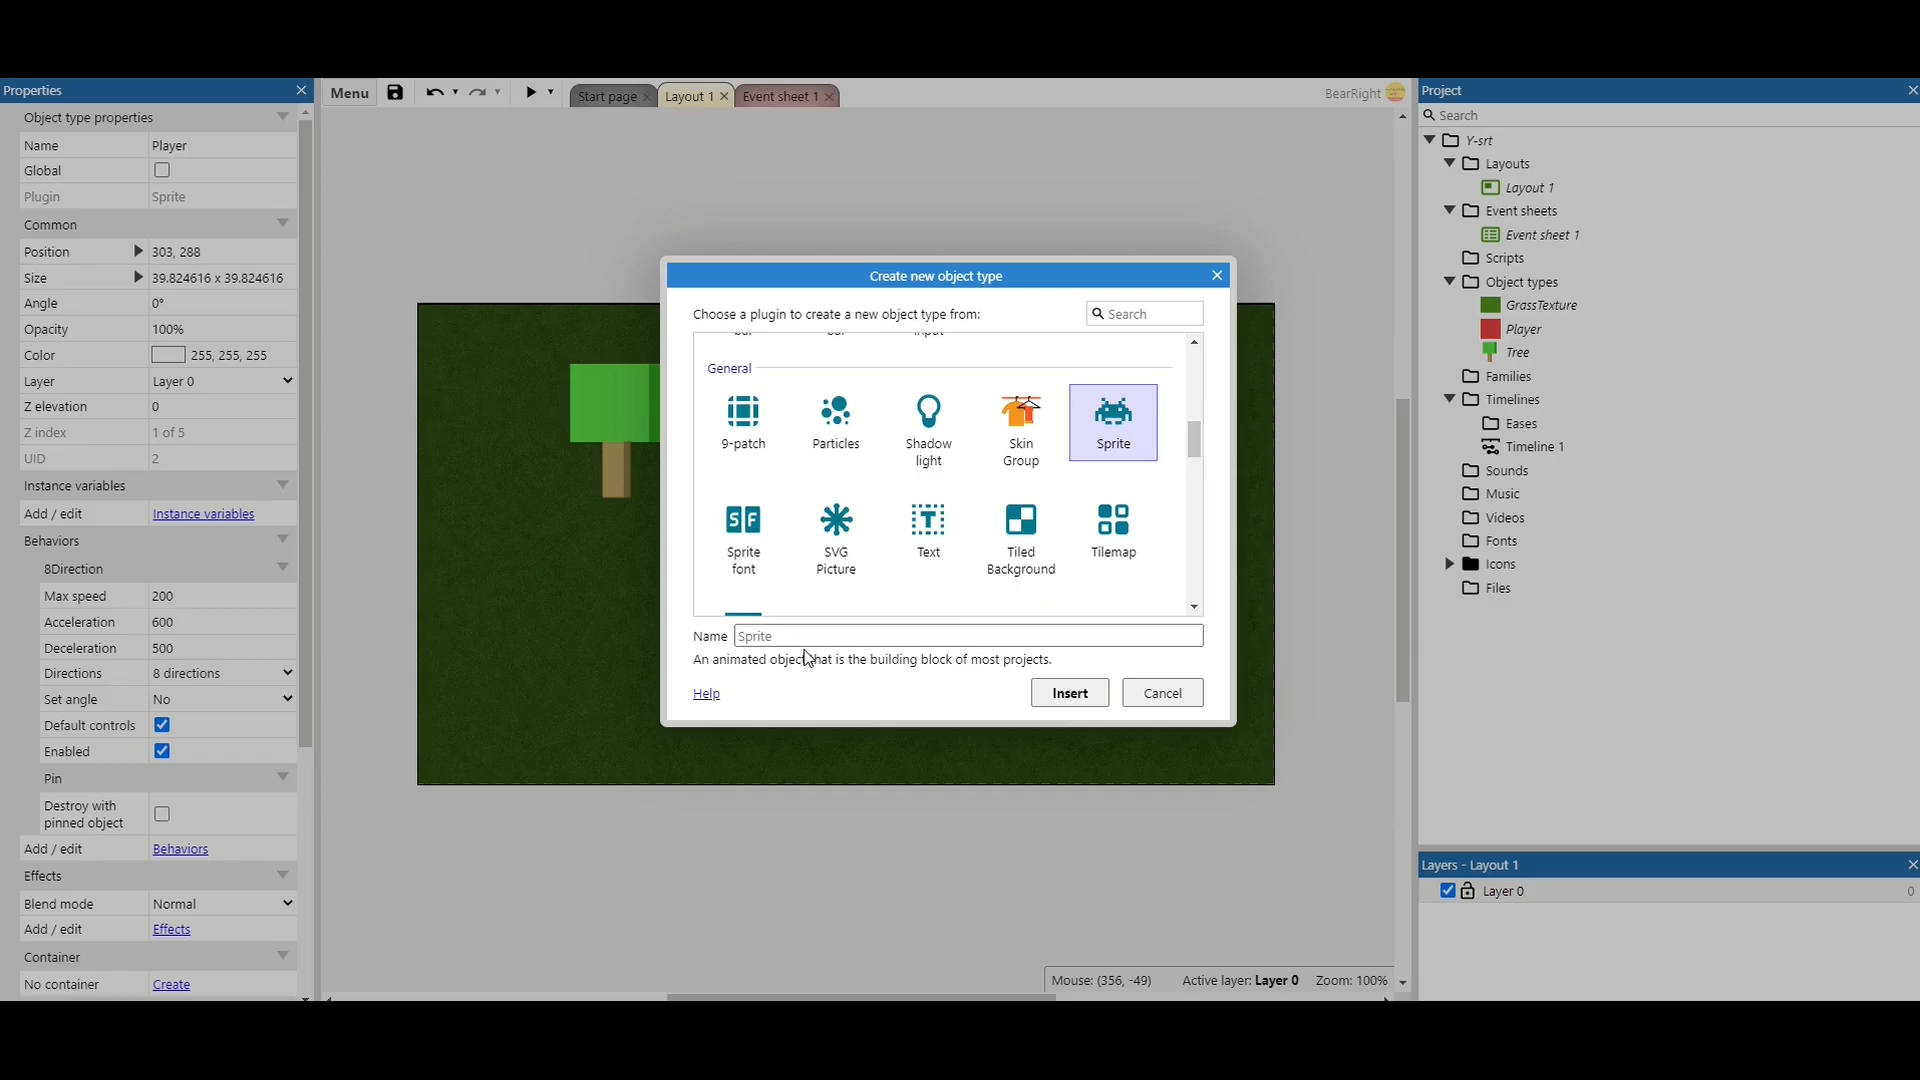 Properties
Object type properties
Name Player
Global
Plugin Sprite
Common
Position 303, 288
Size 39.824616 x 39.824616
Angle 0°
Opacity 100%
Color 255, 255, 255
Layer Layer 0
Z elevation 0
Z index 1 of 5
UID 2
Instance variables
Add / edit Instance variables
Behaviors
8Direction
Max speed 200
Acceleration 600
Deceleration 500
Directions 8 directions
Set angle No
Default controls
Enabled
Pin
Destroy with
pinned object
Add / edit Behaviors
Effects
Blend mode Normal
Add / edit Effects
Container
No container Create
Menu Start page Layout 1 Event sheet 1 BearRight
Create new object type
Choose a plugin to create a new object type from: Search
bar bar input
General
9-patch Particles Shadow light Skin Group Sprite
Sprite font SVG Picture Text Tiled Background Tilemap
Name Sprite
An animated object that is the building block of most projects.
Help Insert Cancel
Mouse: (356, -49) Active layer: Layer 0 Zoom: 100%
Project
Search
Y-srt
Layouts
Layout 1
Event sheets
Event sheet 1
Scripts
Object types
GrassTexture
Player
Tree
Families
Timelines
Eases
Timeline 1
Sounds
Music
Videos
Fonts
Icons
Files
Layers - Layout 1
Layer 0 0